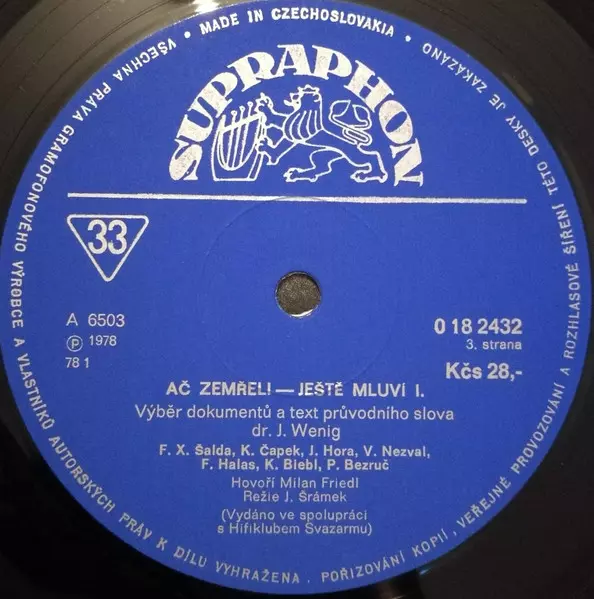 VŠECHNA PRÁVA GRAMOFONOVÉHO VÝROBCE A VLASTNÍKŮ AUTORSKÝCH PRÁV K DÍLU VYHRAŽENA. POŘIZOVÁNÍ KOPIÍ, VEŘEJNÉ PROVOZOVÁNÍ A ROZHLASOVÉ ŠÍŘENÍ TÉTO DESKY JE ZAKÁZÁNO
• MADE IN CZECHOSLOVAKIA •
SUPRAPHON
33
A 6503
Ⓟ 1978
78 1
0 18 2432
3. strana
Kčs 28,-
AČ ZEMŘELI — JEŠTĚ MLUVÍ I.
Výběr dokumentů a text průvodního slova
dr. J. Wenig
F. X. Šalda, K. Čapek, J. Hora, V. Nezval,
F. Halas, K. Biebl, P. Bezruč
Hovoří Milan Friedl
Režie J. Šrámek
(Vydáno ve spolupráci
s Hifiklubem Svazarmu)